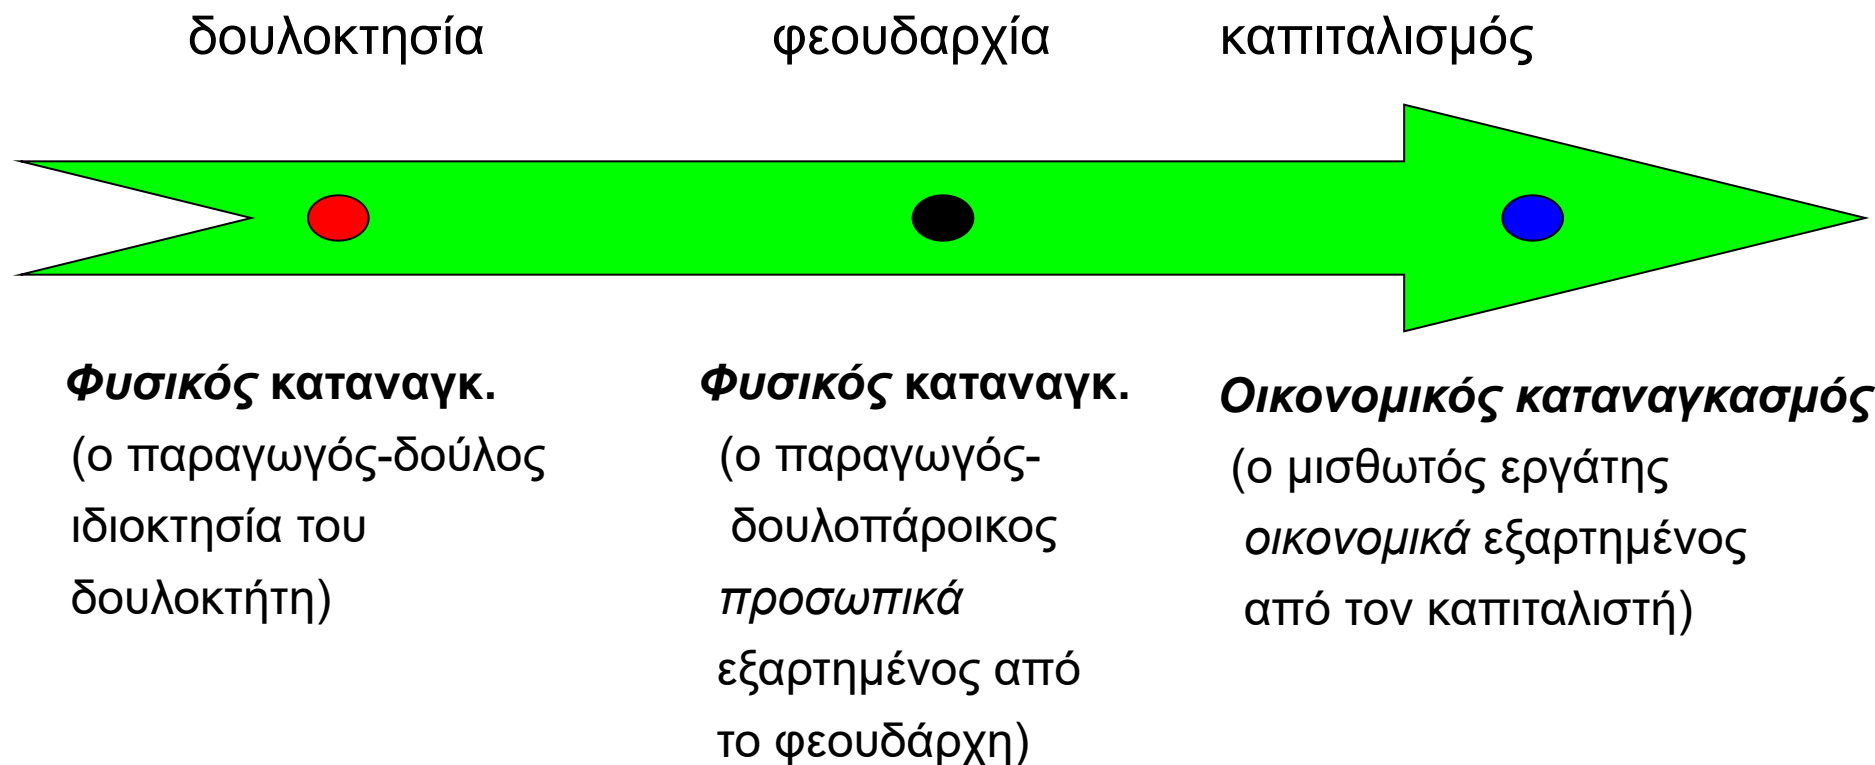 δουλοκτησία
φεουδαρχία
καπιταλισμός
Φυσικός καταναγκ.
(ο παραγωγός-δούλος
ιδιοκτησία του
δουλοκτήτη)
Φυσικός καταναγκ.
(ο παραγωγός-
δουλοπάροικος
προσωπικά
εξαρτημένος από
το φεουδάρχη)
Οικονομικός καταναγκασμός
(ο μισθωτός εργάτης
οικονομικά εξαρτημένος
από τον καπιταλιστή)